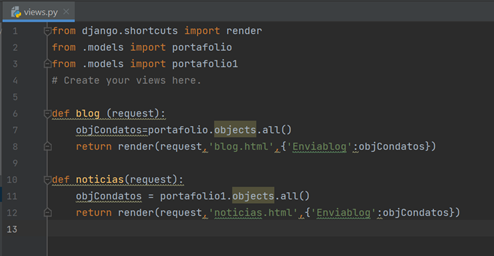 views.py
1 from django.shortcuts import render
2 from .models import portafolio
3 from .models import portafolio1
4 # Create your views here.
5
6 def blog (request):
7     objCondatos=portafolio.objects.all()
8     return render(request,'blog.html',{'Enviablog':objCondatos})
9
10 def noticias(request):
11     objCondatos = portafolio1.objects.all()
12     return render(request,'noticias.html',{'Enviablog':objCondatos})
13